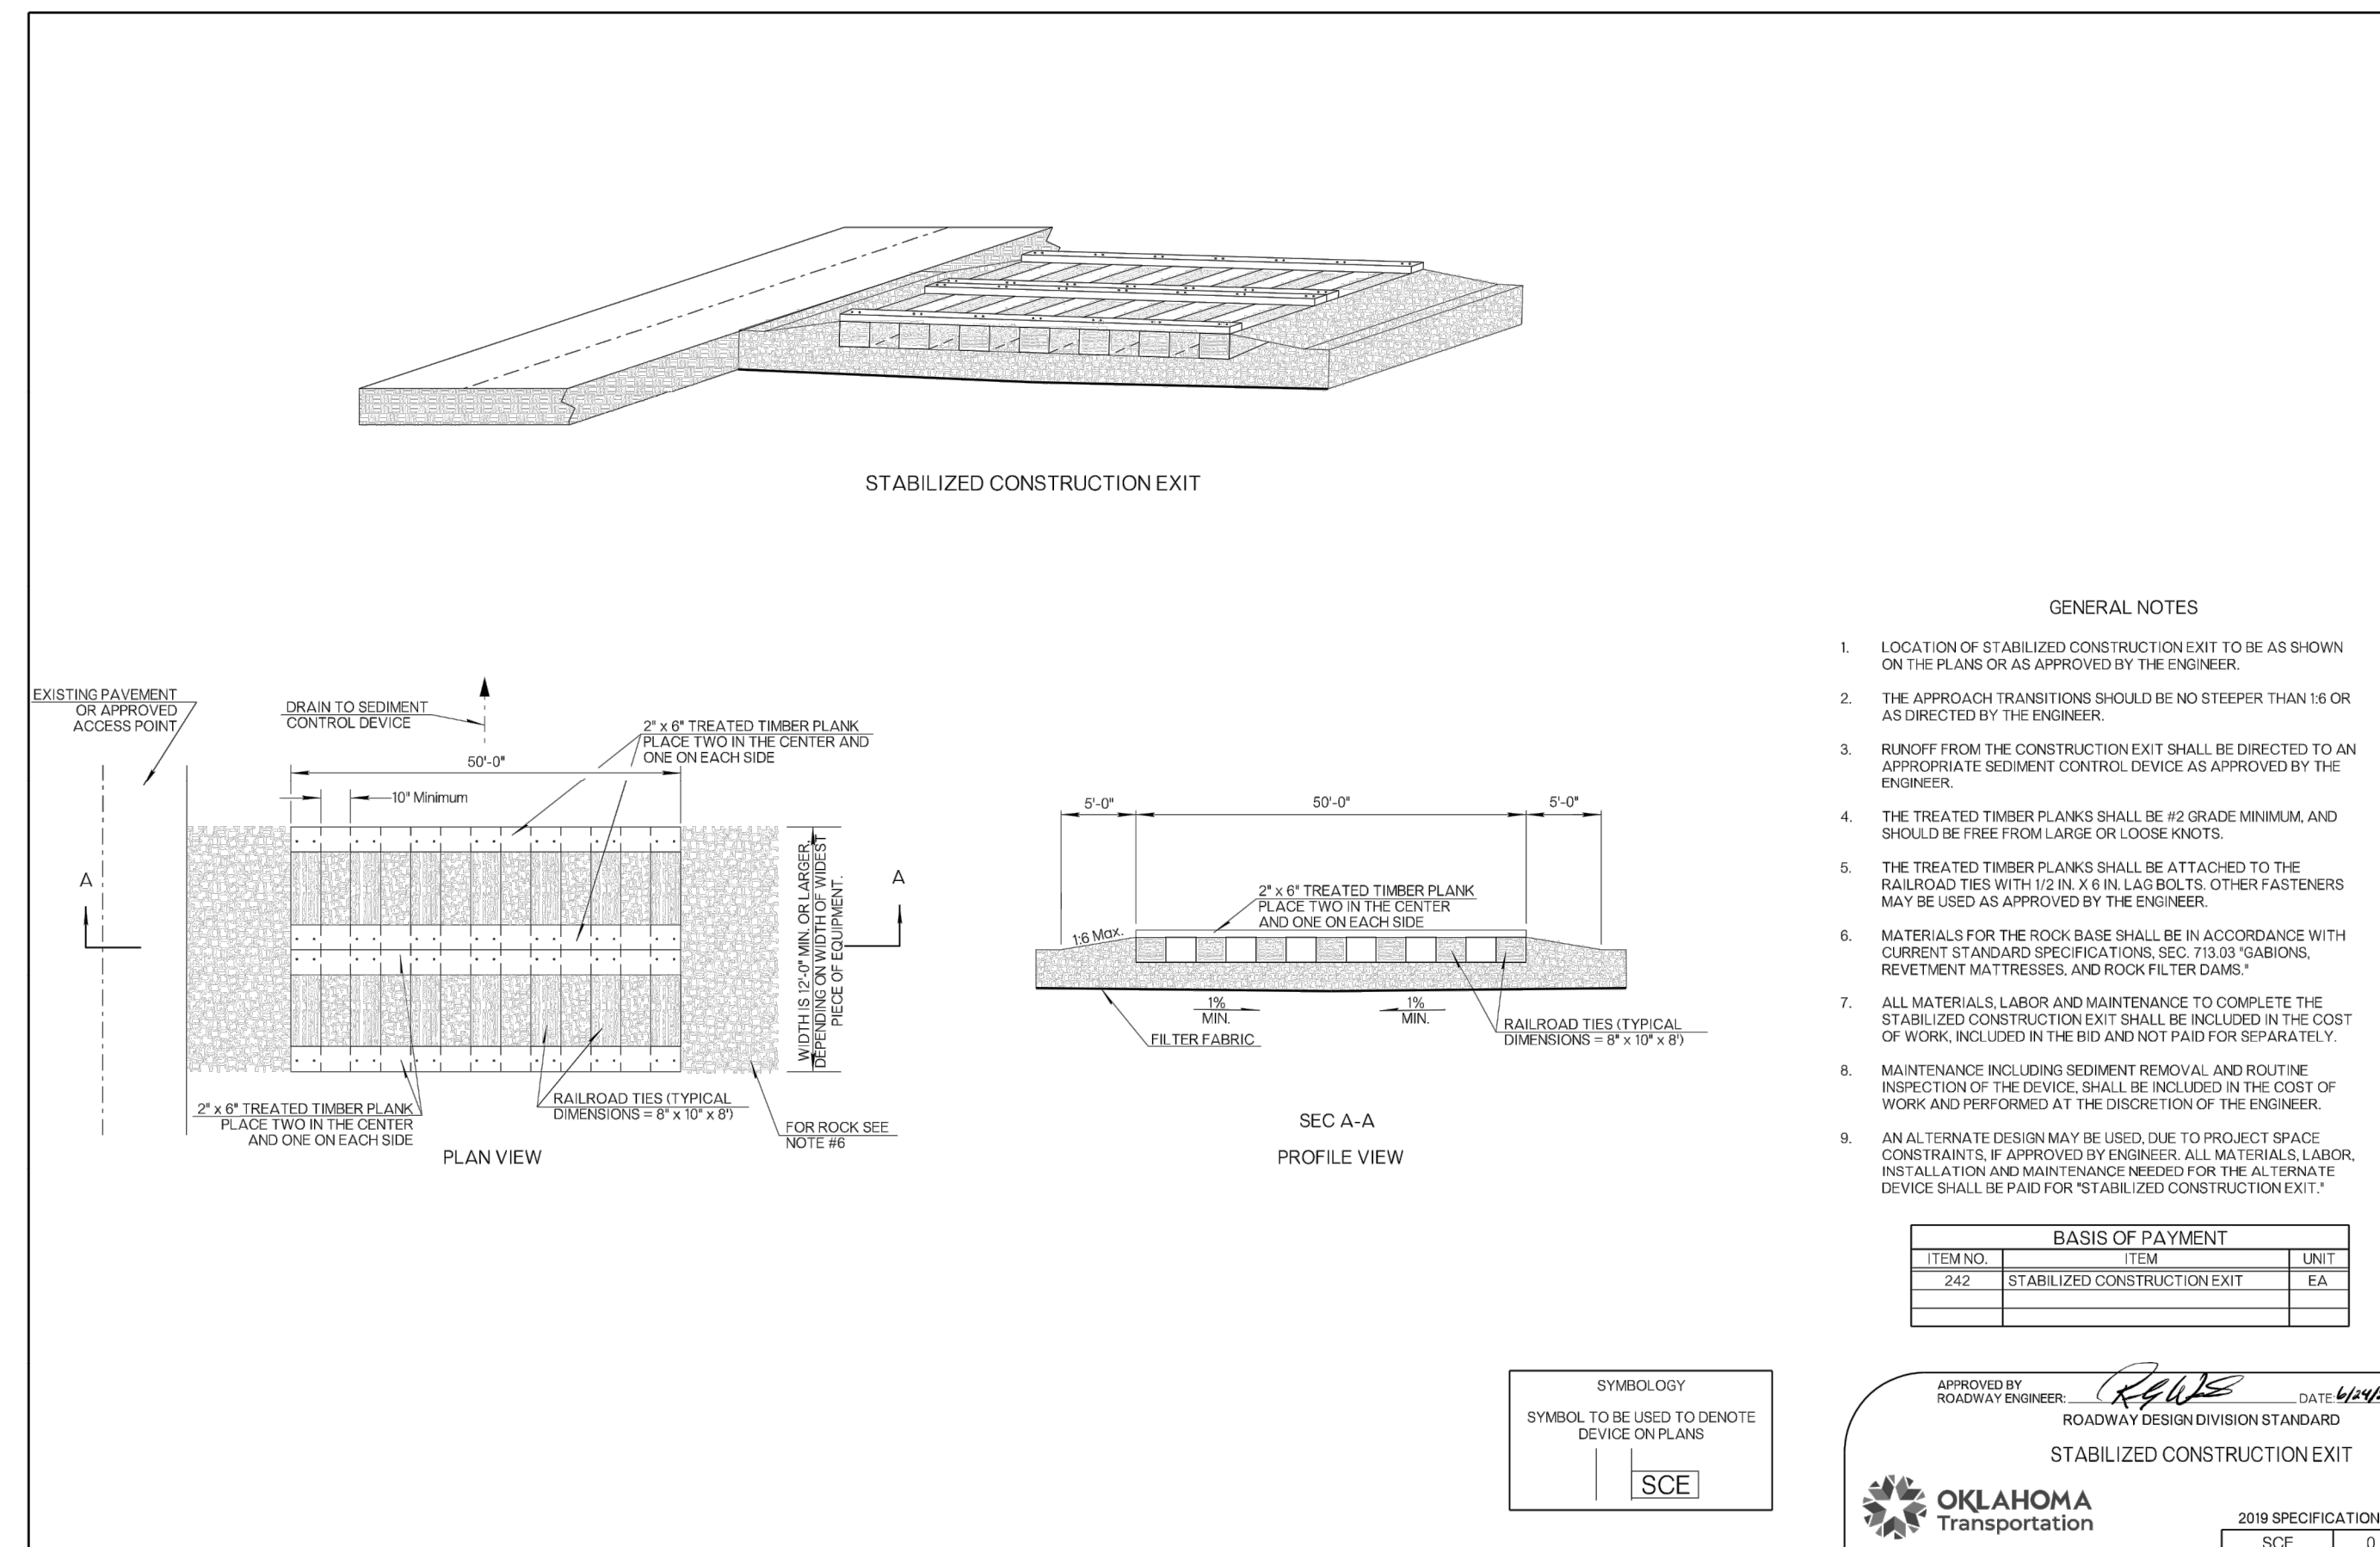 STABILIZED CONSTRUCTION EXIT
EXISTING PAVEMENT
OR APPROVED
ACCESS POINT
DRAIN TO SEDIMENT
CONTROL DEVICE
50'-0"
10" Minimum
2" x 6" TREATED TIMBER PLANK
PLACE TWO IN THE CENTER AND
ONE ON EACH SIDE
A
A
WIDTH IS 12'-0" MIN. OR LARGER,
DEPENDING ON WIDTH OF WIDEST
PIECE OF EQUIPMENT.
2" x 6" TREATED TIMBER PLANK
PLACE TWO IN THE CENTER
AND ONE ON EACH SIDE
RAILROAD TIES (TYPICAL
DIMENSIONS = 8" x 10" x 8')
FOR ROCK SEE
NOTE #6
PLAN VIEW
5'-0"
50'-0"
5'-0"
2" x 6" TREATED TIMBER PLANK
PLACE TWO IN THE CENTER
AND ONE ON EACH SIDE
1:6 Max.
1%
MIN.
1%
MIN.
FILTER FABRIC
RAILROAD TIES (TYPICAL
DIMENSIONS = 8" x 10" x 8')
SEC A-A
PROFILE VIEW
GENERAL NOTES
1. LOCATION OF STABILIZED CONSTRUCTION EXIT TO BE AS SHOWN
ON THE PLANS OR AS APPROVED BY THE ENGINEER.
2. THE APPROACH TRANSITIONS SHOULD BE NO STEEPER THAN 1:6 OR
AS DIRECTED BY THE ENGINEER.
3. RUNOFF FROM THE CONSTRUCTION EXIT SHALL BE DIRECTED TO AN
APPROPRIATE SEDIMENT CONTROL DEVICE AS APPROVED BY THE
ENGINEER.
4. THE TREATED TIMBER PLANKS SHALL BE #2 GRADE MINIMUM, AND
SHOULD BE FREE FROM LARGE OR LOOSE KNOTS.
5. THE TREATED TIMBER PLANKS SHALL BE ATTACHED TO THE
RAILROAD TIES WITH 1/2 IN. X 6 IN. LAG BOLTS. OTHER FASTENERS
MAY BE USED AS APPROVED BY THE ENGINEER.
6. MATERIALS FOR THE ROCK BASE SHALL BE IN ACCORDANCE WITH
CURRENT STANDARD SPECIFICATIONS, SEC. 713.03 "GABIONS,
REVETMENT MATTRESSES, AND ROCK FILTER DAMS."
7. ALL MATERIALS, LABOR AND MAINTENANCE TO COMPLETE THE
STABILIZED CONSTRUCTION EXIT SHALL BE INCLUDED IN THE COST
OF WORK, INCLUDED IN THE BID AND NOT PAID FOR SEPARATELY.
8. MAINTENANCE INCLUDING SEDIMENT REMOVAL AND ROUTINE
INSPECTION OF THE DEVICE, SHALL BE INCLUDED IN THE COST OF
WORK AND PERFORMED AT THE DISCRETION OF THE ENGINEER.
9. AN ALTERNATE DESIGN MAY BE USED, DUE TO PROJECT SPACE
CONSTRAINTS, IF APPROVED BY ENGINEER. ALL MATERIALS, LABOR,
INSTALLATION AND MAINTENANCE NEEDED FOR THE ALTERNATE
DEVICE SHALL BE PAID FOR "STABILIZED CONSTRUCTION EXIT."
BASIS OF PAYMENT
ITEM NO. ITEM UNIT
242 STABILIZED CONSTRUCTION EXIT EA
SYMBOLOGY
SYMBOL TO BE USED TO DENOTE
DEVICE ON PLANS
SCE
APPROVED BY
ROADWAY ENGINEER: DATE: 6/24/
ROADWAY DESIGN DIVISION STANDARD
STABILIZED CONSTRUCTION EXIT
OKLAHOMA
Transportation
2019 SPECIFICATION
SCE 0